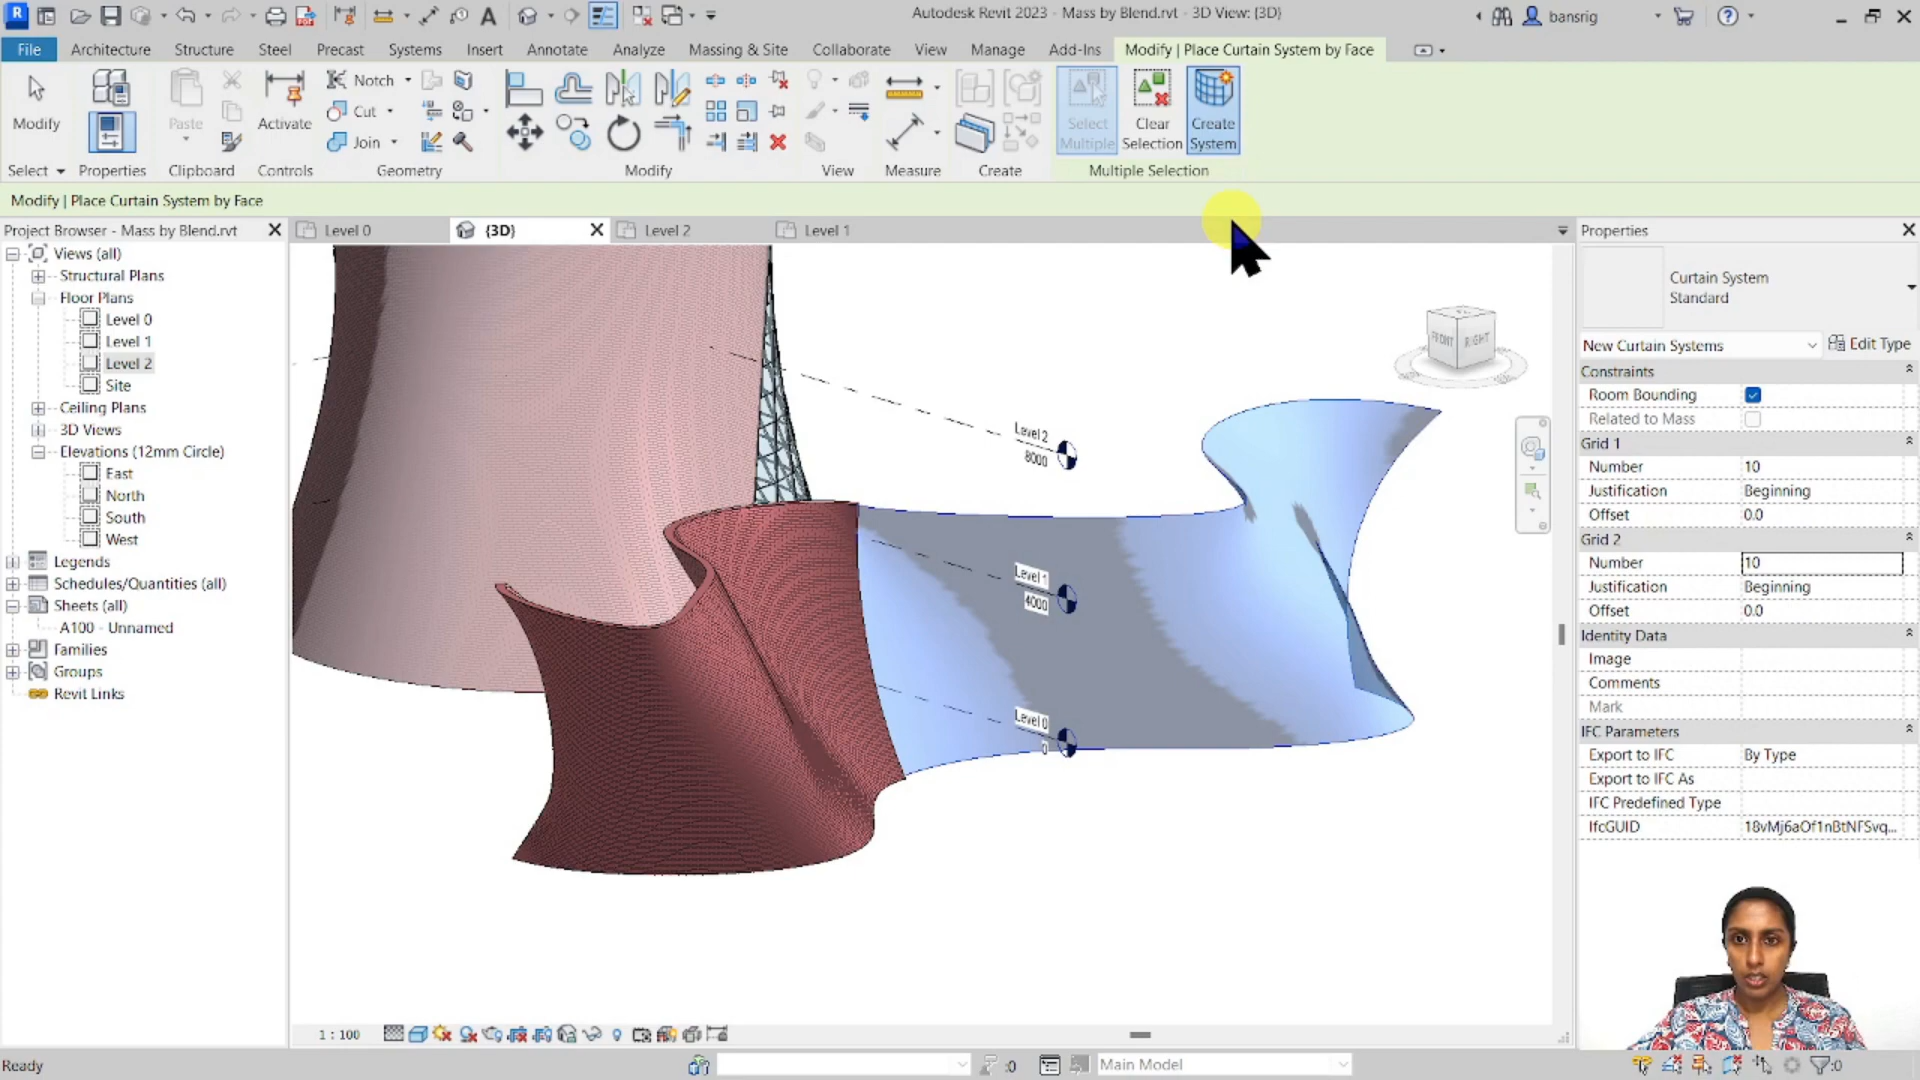 Autodesk Revit 2023 - Mass by Blend.rvt - 3D View: {3D}
bansrig
File
Architecture
Structure
Steel
Precast
Systems
Insert
Annotate
Analyze
Massing & Site
Collaborate
View
Manage
Add-Ins
Modify | Place Curtain System by Face
Modify
Paste
Activate
Notch
Cut
Join
Select Multiple
Clear Selection
Create System
Select
Properties
Clipboard
Controls
Geometry
Modify
View
Measure
Create
Multiple Selection
Modify | Place Curtain System by Face
Project Browser - Mass by Blend.rvt
Views (all)
Structural Plans
Floor Plans
Level 0
Level 1
Level 2
Site
Ceiling Plans
3D Views
Elevations (12mm Circle)
East
North
South
West
Legends
Schedules/Quantities (all)
Sheets (all)
A100 - Unnamed
Families
Groups
Revit Links
Level 0
{3D}
Level 2
Level 1
Level 2
8000
Level 1
4000
Level 0
0
FRONT
RIGHT
Properties
Curtain System
Standard
New Curtain Systems
Edit Type
Constraints
Room Bounding
Related to Mass
Grid 1
Number 10
Justification Beginning
Offset 0.0
Grid 2
Number 10
Justification Beginning
Offset 0.0
Identity Data
Image
Comments
Mark
IFC Parameters
Export to IFC By Type
Export to IFC As
IFC Predefined Type
IfcGUID 18vMj6aOf1nBtNFSvq...
1 : 100
Ready
:0
Main Model
:0